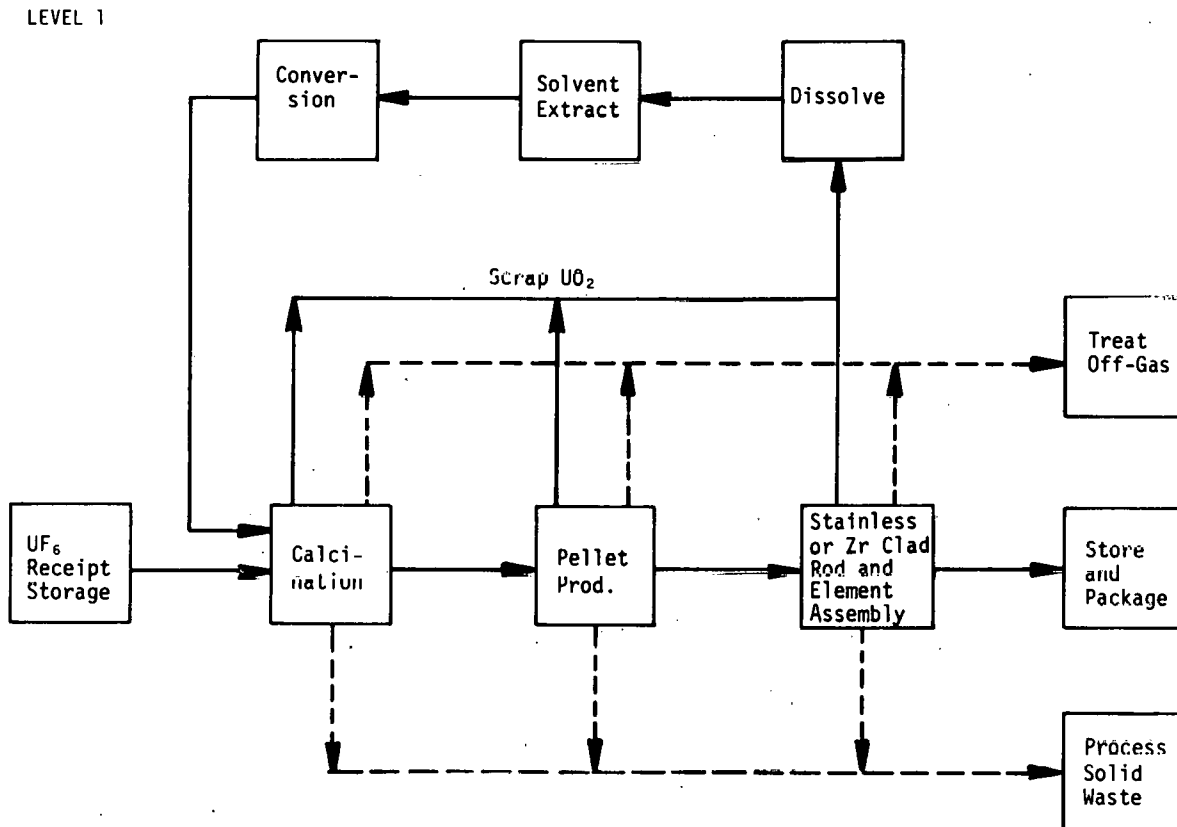 LEVEL 1
Conver-
sion
Solvent
Extract
Dissolve
Scrap UO₂
Treat
Off-Gas
UF₆
Receipt
Storage
Calci-
nation
Pellet
Prod.
Stainless
or Zr Clad
Rod and
Element
Assembly
Store
and
Package
Process
Solid
Waste